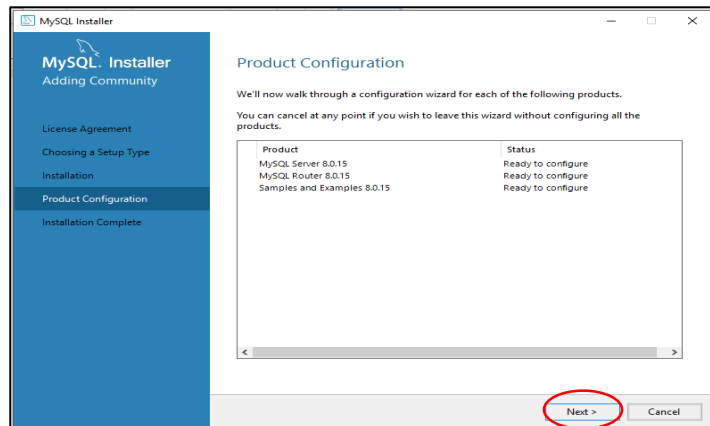 MySQL Installer
MySQL. Installer
Adding Community
License Agreement
Choosing a Setup Type
Installation
Product Configuration
Installation Complete
Product Configuration
We'll now walk through a configuration wizard for each of the following products.
You can cancel at any point if you wish to leave this wizard without configuring all the
products.
Product Status
MySQL Server 8.0.15 Ready to configure
MySQL Router 8.0.15 Ready to configure
Samples and Examples 8.0.15 Ready to configure
Next > Cancel